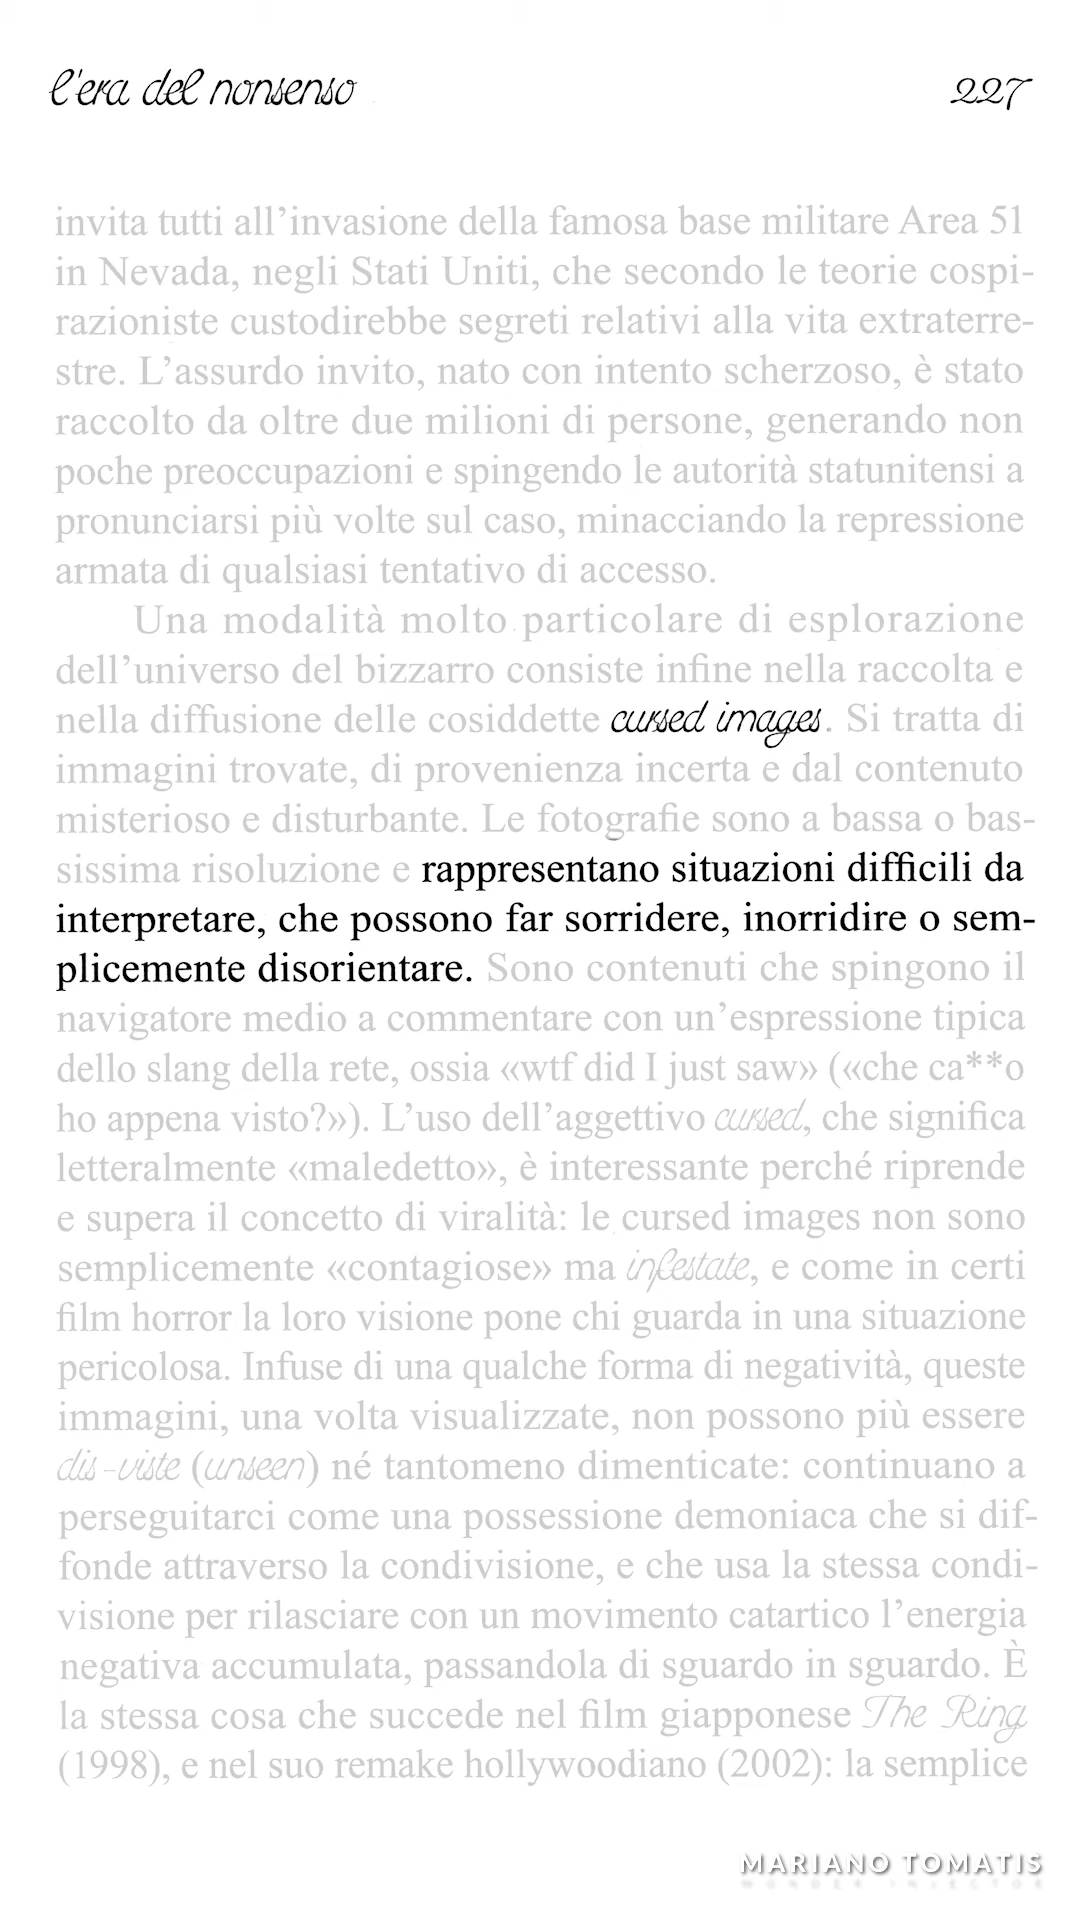 l'era del nonsenso 227
invita tutti all’invasione della famosa base militare Area 51
in Nevada, negli Stati Uniti, che secondo le teorie cospi-
razioniste custodirebbe segreti relativi alla vita extraterre-
stre. L’assurdo invito, nato con intento scherzoso, è stato
raccolto da oltre due milioni di persone, generando non
poche preoccupazioni e spingendo le autorità statunitensi a
pronunciarsi più volte sul caso, minacciando la repressione
armata di qualsiasi tentativo di accesso.
Una modalità molto particolare di esplorazione
dell’universo del bizzarro consiste infine nella raccolta e
nella diffusione delle cosiddette cursed images. Si tratta di
immagini trovate, di provenienza incerta e dal contenuto
misterioso e disturbante. Le fotografie sono a bassa o bas-
sissima risoluzione e rappresentano situazioni difficili da
interpretare, che possono far sorridere, inorridire o sem-
plicemente disorientare. Sono contenuti che spingono il
navigatore medio a commentare con un’espressione tipica
dello slang della rete, ossia «wtf did I just saw» («che ca**o
ho appena visto?»). L’uso dell’aggettivo cursed, che significa
letteralmente «maledetto», è interessante perché riprende
e supera il concetto di viralità: le cursed images non sono
semplicemente «contagiose» ma infestate, e come in certi
film horror la loro visione pone chi guarda in una situazione
pericolosa. Infuse di una qualche forma di negatività, queste
immagini, una volta visualizzate, non possono più essere
dis-viste (unseen) né tantomeno dimenticate: continuano a
perseguitarci come una possessione demoniaca che si dif-
fonde attraverso la condivisione, e che usa la stessa condi-
visione per rilasciare con un movimento catartico l’energia
negativa accumulata, passandola di sguardo in sguardo. È
la stessa cosa che succede nel film giapponese The Ring
(1998), e nel suo remake hollywoodiano (2002): la semplice
MARIANO TOMATIS
WONDER INJECTOR